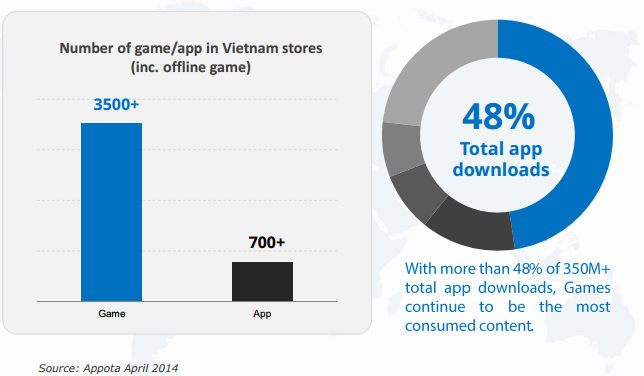 Number of game/app in Vietnam stores
(inc. offline game)
3500+
700+
Game
App
48%
Total app
downloads
With more than 48% of 350M+
total app downloads, Games
continue to be the most
consumed content.
Source: Appota April 2014